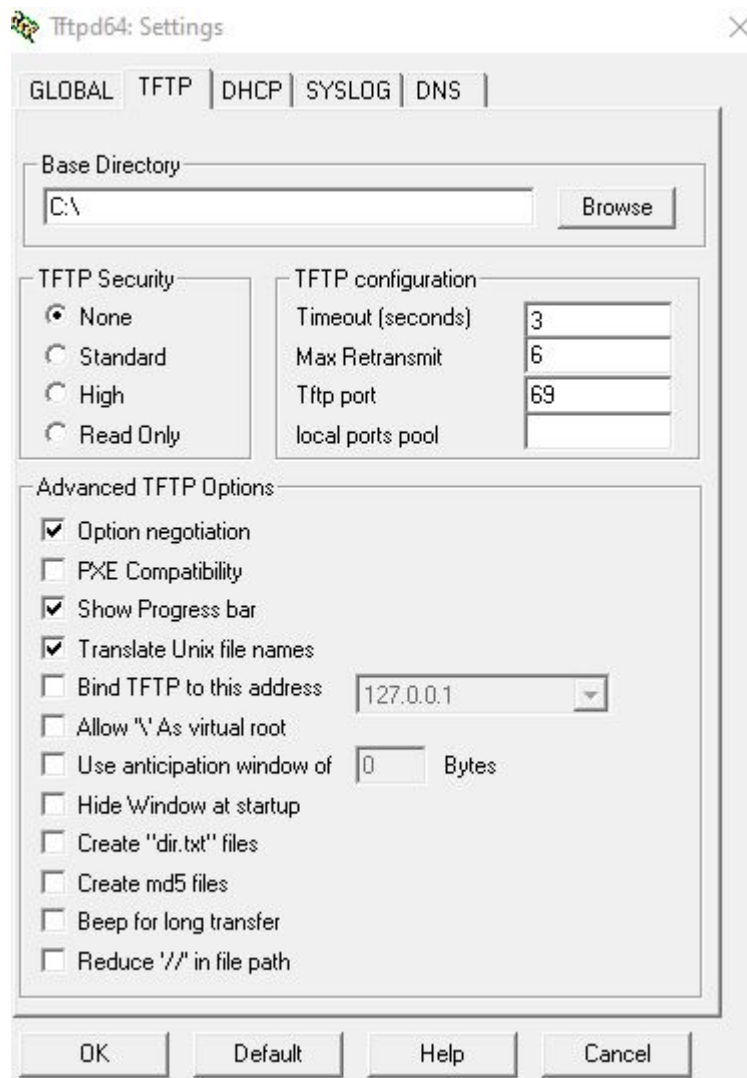 Tftpd64: Settings
GLOBAL TFTP DHCP SYSLOG DNS
Base Directory
C:\ Browse
TFTP Security
None
Standard
High
Read Only
TFTP configuration
Timeout (seconds) 3
Max Retransmit 6
Tftp port 69
local ports pool
Advanced TFTP Options
Option negotiation
PXE Compatibility
Show Progress bar
Translate Unix file names
Bind TFTP to this address 127.0.0.1
Allow '\' As virtual root
Use anticipation window of 0 Bytes
Hide Window at startup
Create "dir.txt" files
Create md5 files
Beep for long transfer
Reduce '//' in file path
OK Default Help Cancel